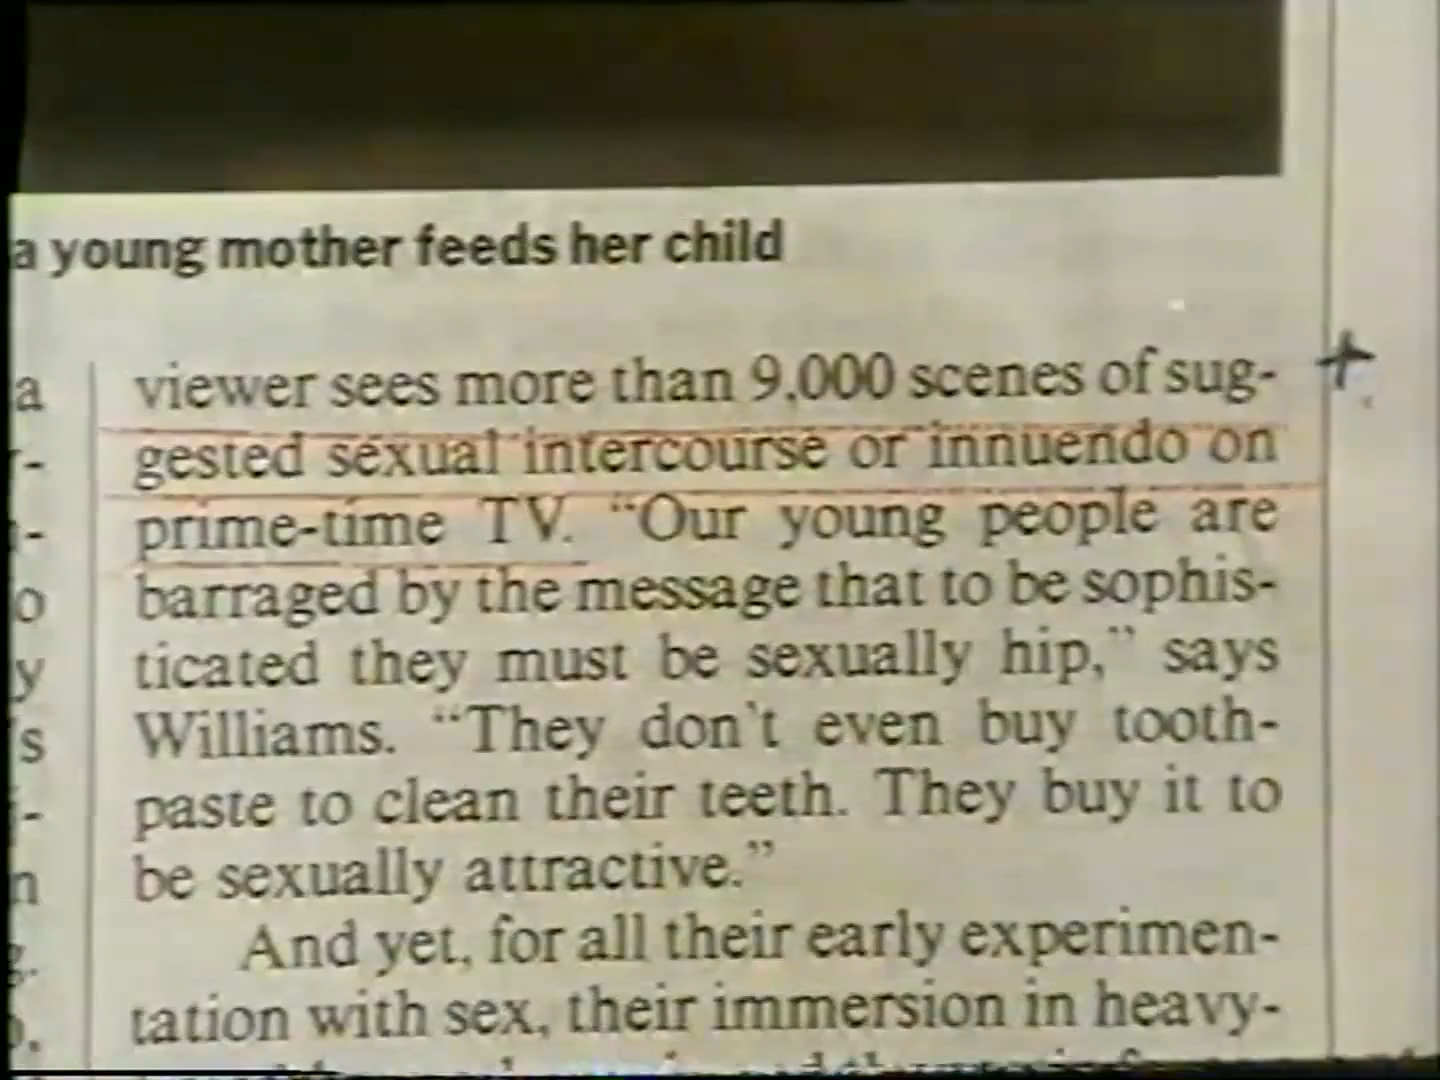 a young mother feeds her child
viewer sees more than 9,000 scenes of sug-
gested sexual intercourse or innuendo on
prime-time TV. “Our young people are
barraged by the message that to be sophis-
ticated they must be sexually hip,” says
Williams. “They don't even buy tooth-
paste to clean their teeth. They buy it to
be sexually attractive.”
And yet, for all their early experimen-
tation with sex, their immersion in heavy-